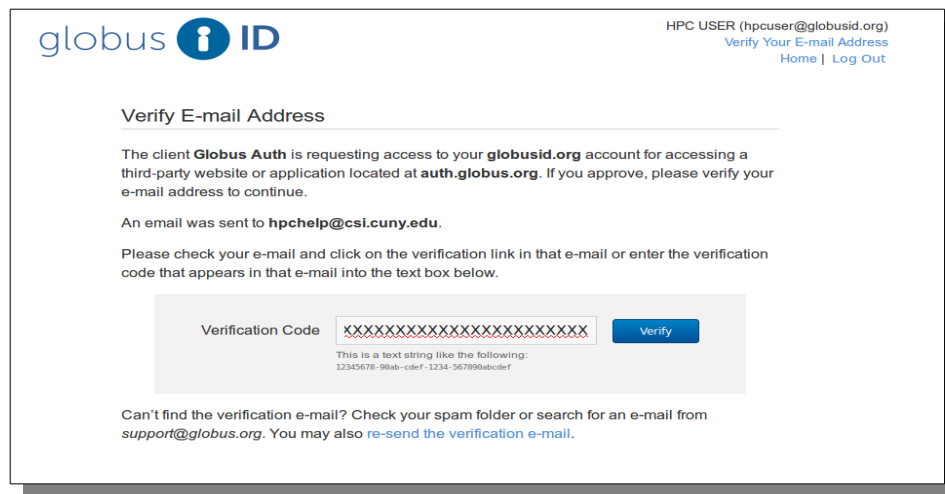 globus i ID
HPC USER (hpcuser@globusid.org)
Verify Your E-mail Address
Home | Log Out
Verify E-mail Address
The client Globus Auth is requesting access to your globusid.org account for accessing a
third-party website or application located at auth.globus.org. If you approve, please verify your
e-mail address to continue.
An email was sent to hpchelp@csi.cuny.edu.
Please check your e-mail and click on the verification link in that e-mail or enter the verification
code that appears in that e-mail into the text box below.
Verification Code XXXXXXXXXXXXXXXXXXXXXXXX Verify
This is a text string like the following:
12345678-90ab-cdef-1234-567890abcdef
Can't find the verification e-mail? Check your spam folder or search for an e-mail from
support@globus.org. You may also re-send the verification e-mail.